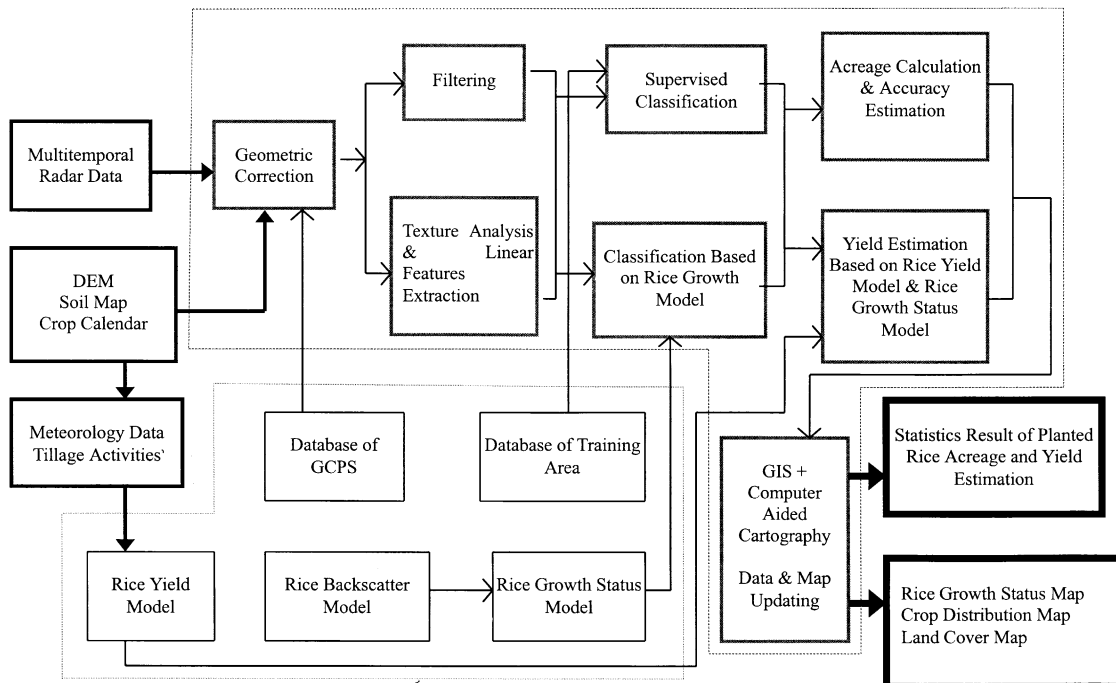 Multitemporal
Radar Data
DEM
Soil Map
Crop Calendar
Meteorology Data
Tillage Activities`
Geometric
Correction
Filtering
Texture Analysis
& Linear
Features
Extraction
Supervised
Classification
Classification Based
on Rice Growth
Model
Acreage Calculation
& Accuracy
Estimation
Yield Estimation
Based on Rice Yield
Model & Rice
Growth Status
Model
Database of
GCPS
Database of Training
Area
Rice Yield
Model
Rice Backscatter
Model
Rice Growth Status
Model
GIS +
Computer
Aided
Cartography
Data & Map
Updating
Statistics Result of Planted
Rice Acreage and Yield
Estimation
Rice Growth Status Map
Crop Distribution Map
Land Cover Map